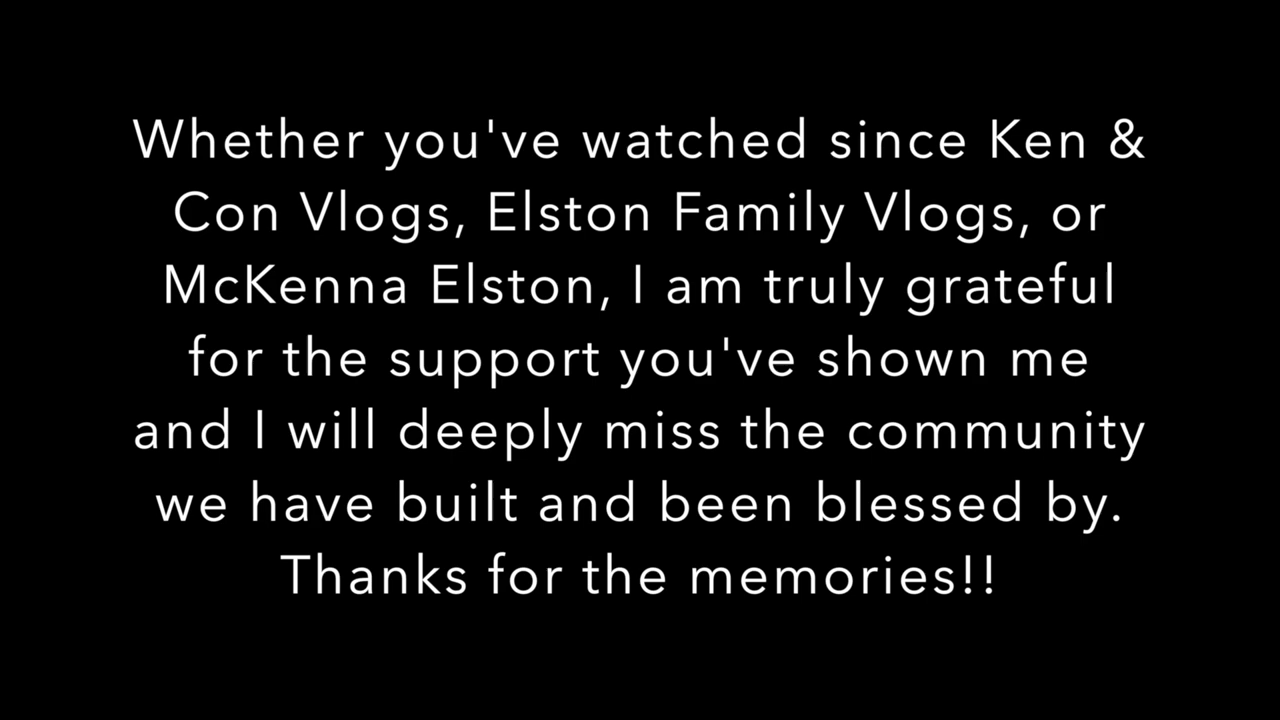 Whether you've watched since Ken &
Con Vlogs, Elston Family Vlogs, or
McKenna Elston, I am truly grateful
for the support you've shown me
and I will deeply miss the community
we have built and been blessed by.
Thanks for the memories!!